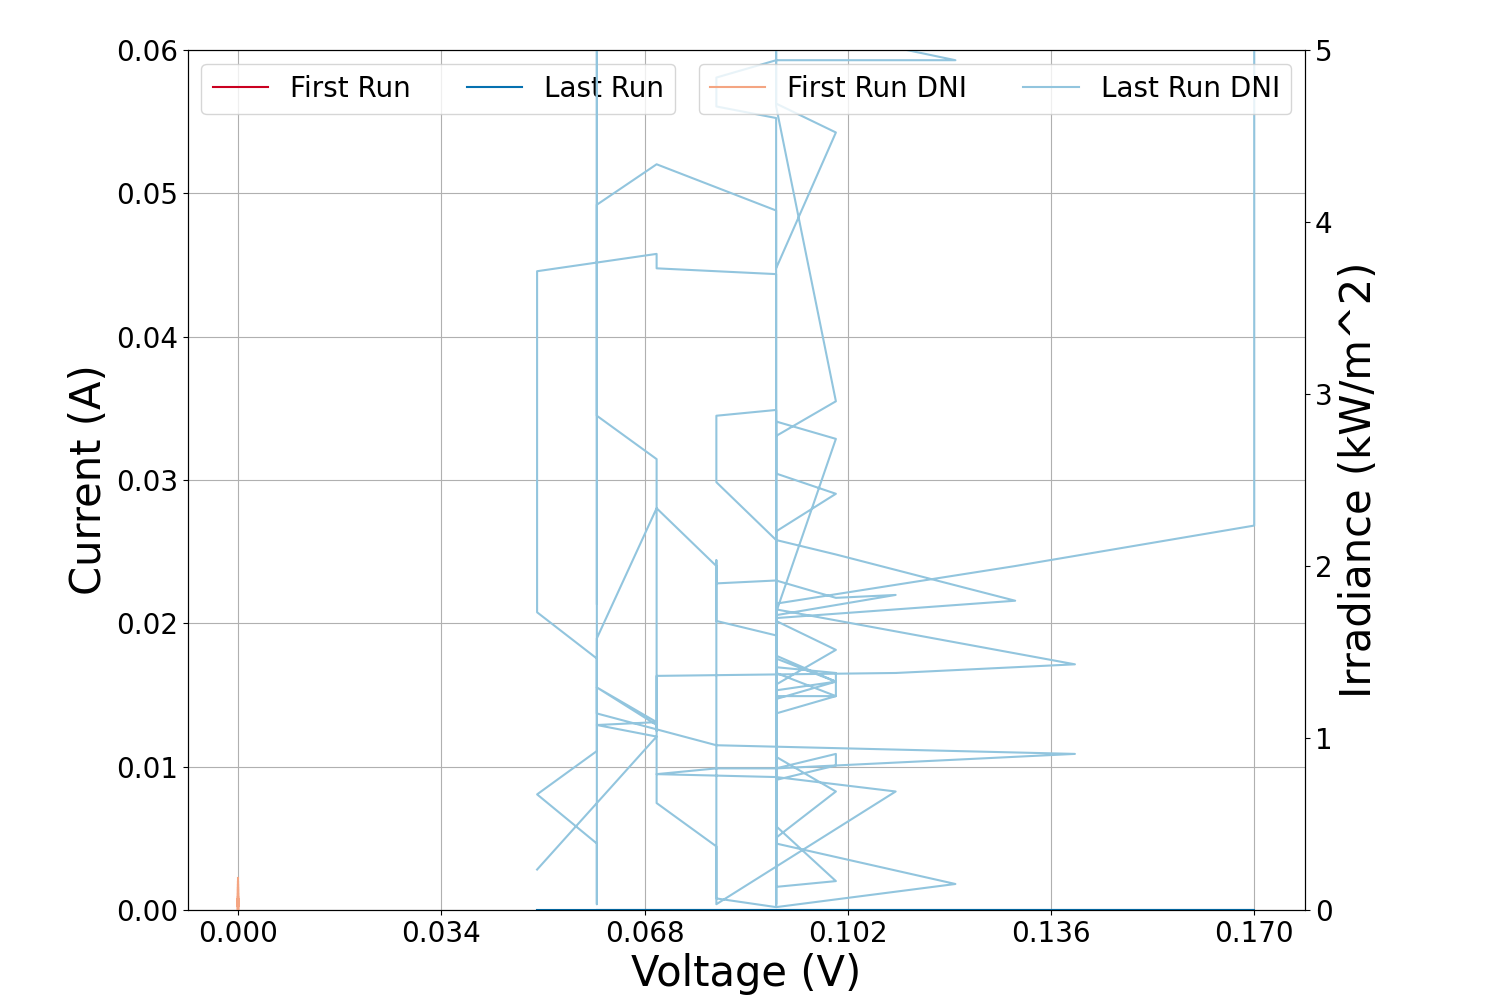 First Run
Last Run
First Run DNI
Last Run DNI
0.06
0.05
0.04
0.03
0.02
0.01
0.00
Current (A)
5
4
3
2
1
0
Irradiance (kW/m^2)
0.000 0.034 0.068 0.102 0.136 0.170
Voltage (V)